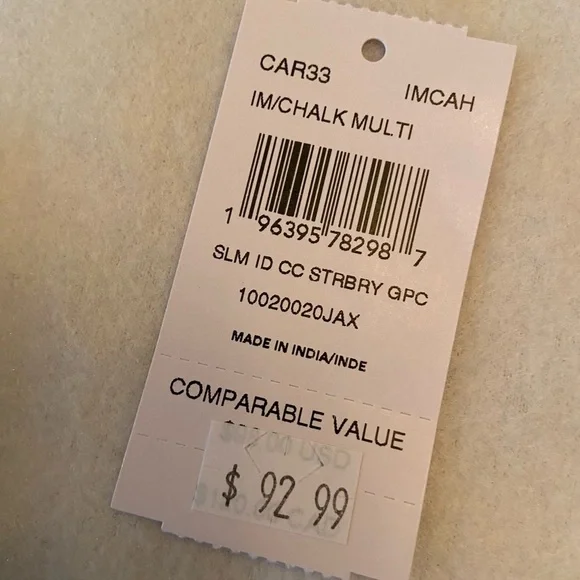 CAR33
IMCAH
IM/CHALK MULTI
1 96395 78298 7
SLM ID CC STRBRY GPC
10020020JAX
MADE IN INDIA/INDE
COMPARABLE VALUE
$ 92 99